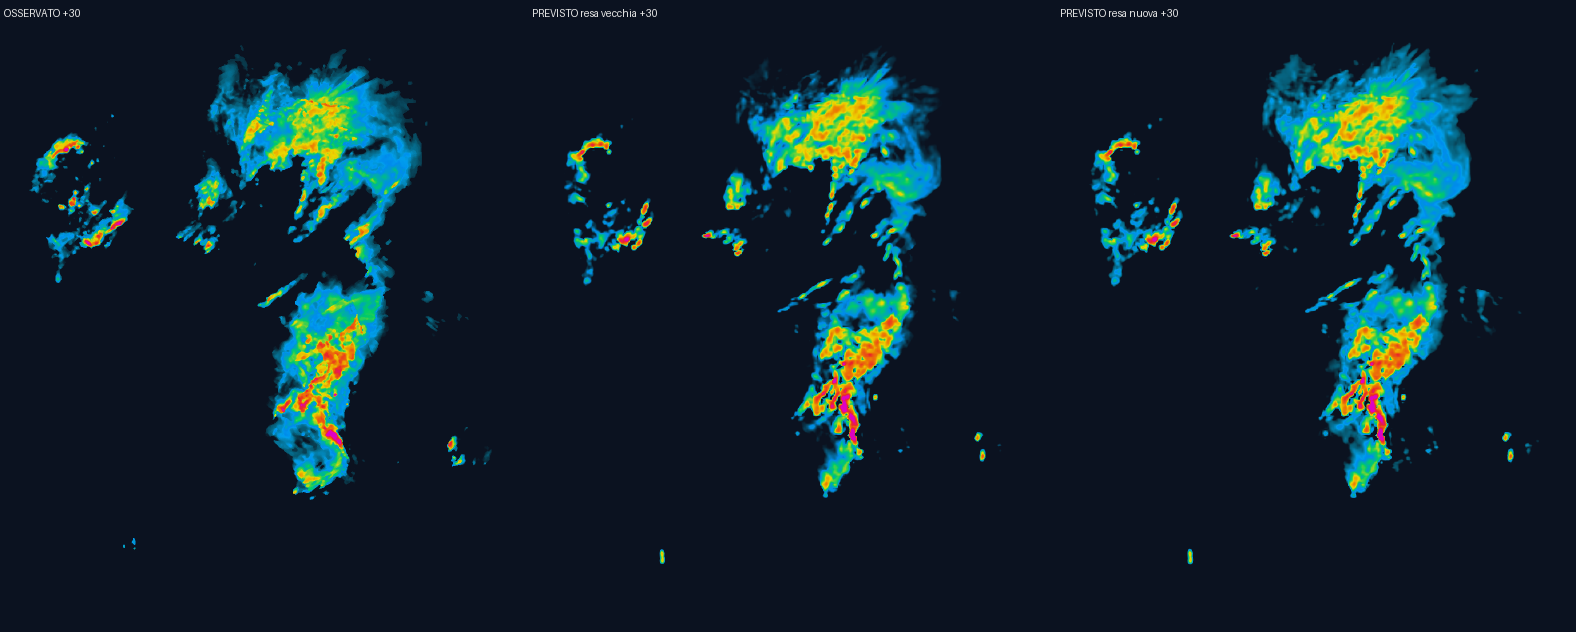 OSSERVATO +30
PREVISTO resa vecchia +30
PREVISTO resa nuova +30